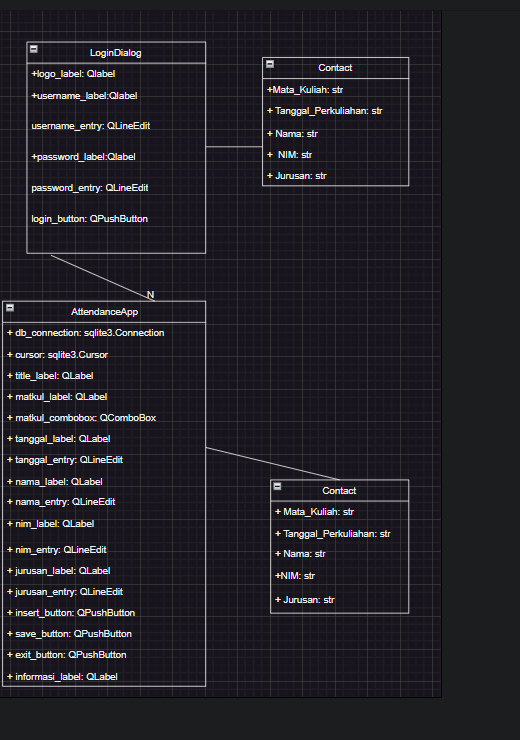 LoginDialog
+logo_label: Qlabel
+username_label:Qlabel
username_entry: QLineEdit
+password_label:Qlabel
password_entry: QLineEdit
login_button: QPushButton
Contact
+Mata_Kuliah: str
+ Tanggal_Perkuliahan: str
+ Nama: str
+ NIM: str
+ Jurusan: str
N
AttendanceApp
+ db_connection: sqlite3.Connection
+ cursor: sqlite3.Cursor
+ title_label: QLabel
+ matkul_label: QLabel
+ matkul_combobox: QComboBox
+ tanggal_label: QLabel
+ tanggal_entry: QLineEdit
+ nama_label: QLabel
+ nama_entry: QLineEdit
+ nim_label: QLabel
+ nim_entry: QLineEdit
+ jurusan_label: QLabel
+ jurusan_entry: QLineEdit
+ insert_button: QPushButton
+ save_button: QPushButton
+ exit_button: QPushButton
+ informasi_label: QLabel
Contact
+ Mata_Kuliah: str
+ Tanggal_Perkuliahan: str
+ Nama: str
+NIM: str
+ Jurusan: str